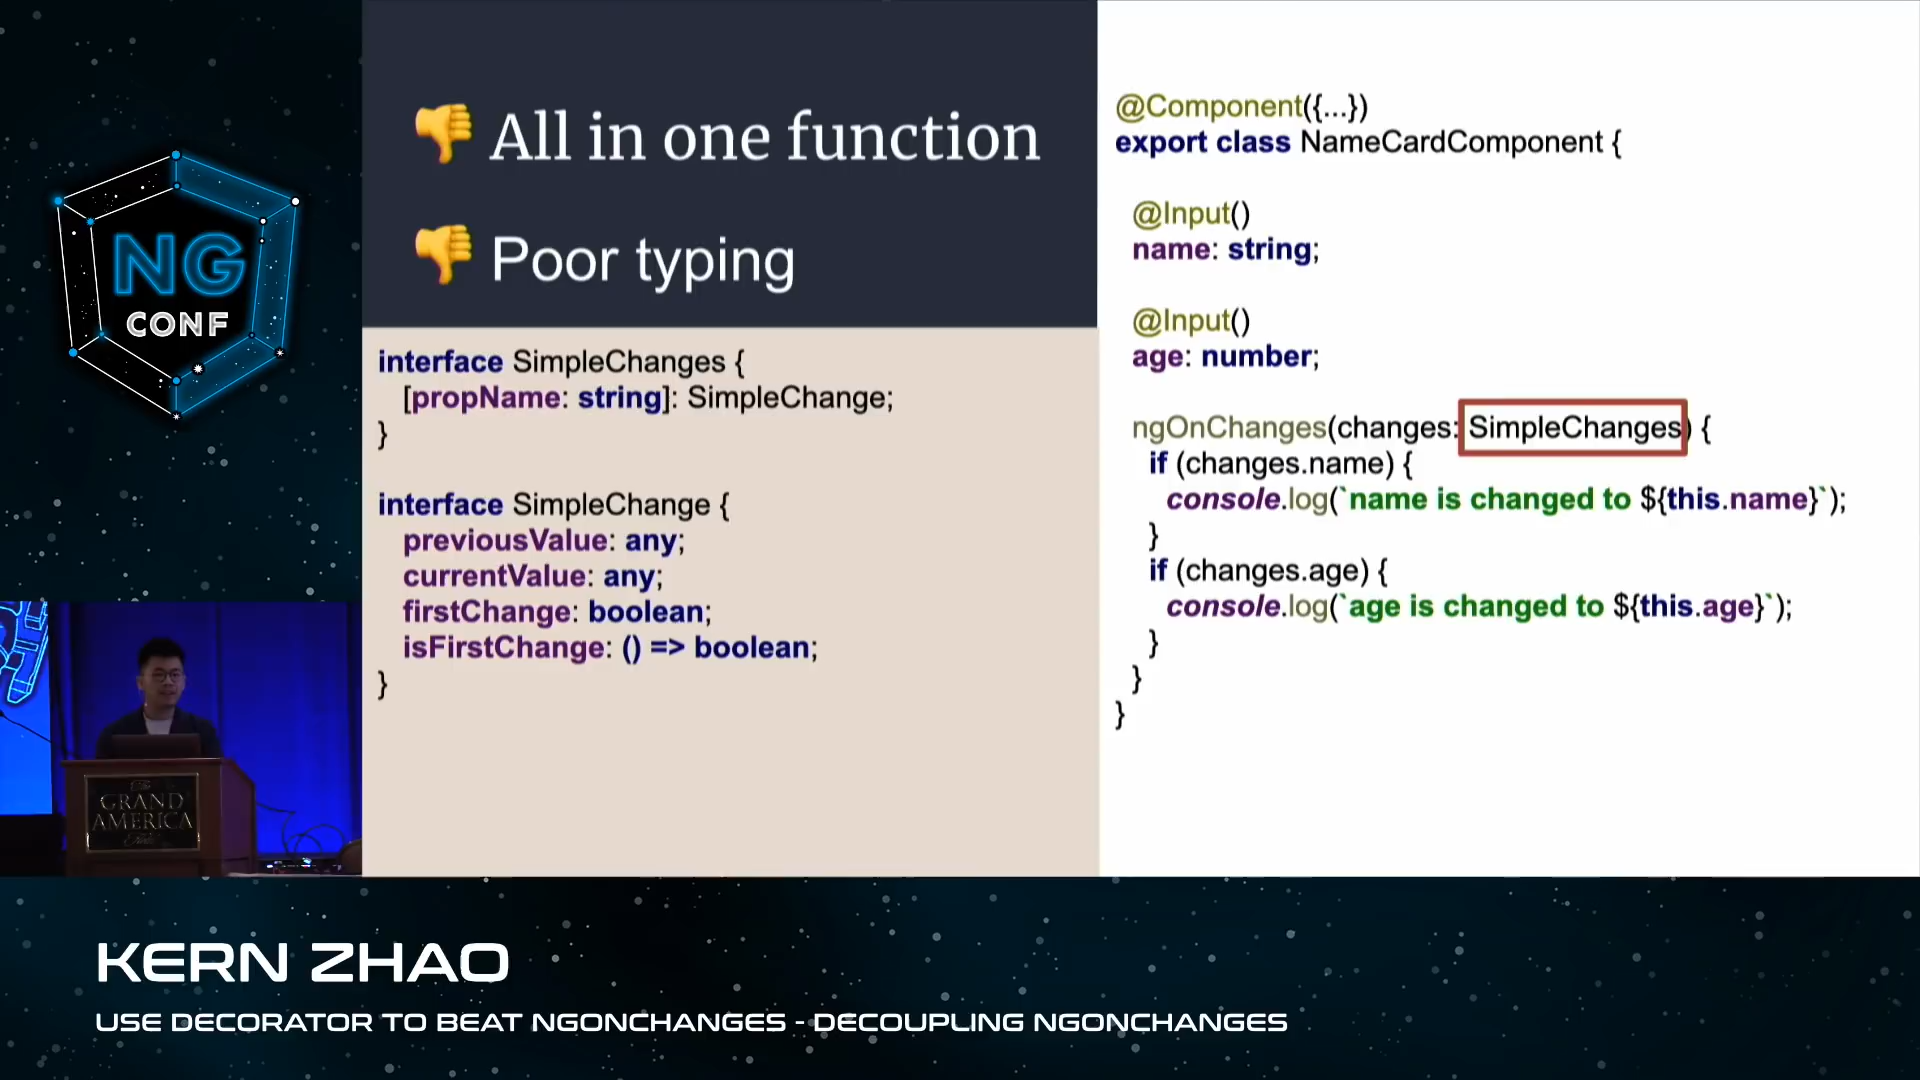 NG
CONF
👎 All in one function
👎 Poor typing
interface SimpleChanges {
[propName: string]: SimpleChange;
}
interface SimpleChange {
previousValue: any;
currentValue: any;
firstChange: boolean;
isFirstChange: () => boolean;
}
@Component({...})
export class NameCardComponent {
@Input()
name: string;
@Input()
age: number;
ngOnChanges(changes: SimpleChanges) {
if (changes.name) {
console.log(`name is changed to ${this.name}`);
}
if (changes.age) {
console.log(`age is changed to ${this.age}`);
}
}
}
The
GRAND
AMERICA
Hotel
KERN ZHAO
USE DECORATOR TO BEAT NGONCHANGES - DECOUPLING NGONCHANGES